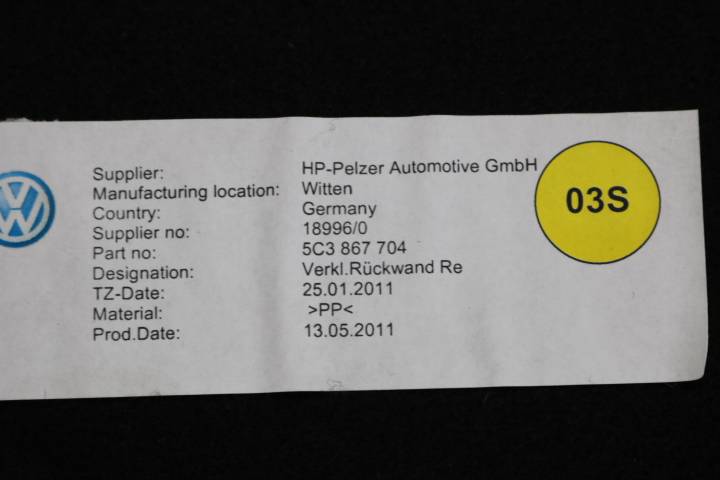 Supplier: HP-Pelzer Automotive GmbH
Manufacturing location: Witten
Country: Germany
Supplier no: 18996/0
Part no: 5C3 867 704
Designation: Verkl.Rückwand Re
TZ-Date: 25.01.2011
Material: >PP<
Prod.Date: 13.05.2011
03S